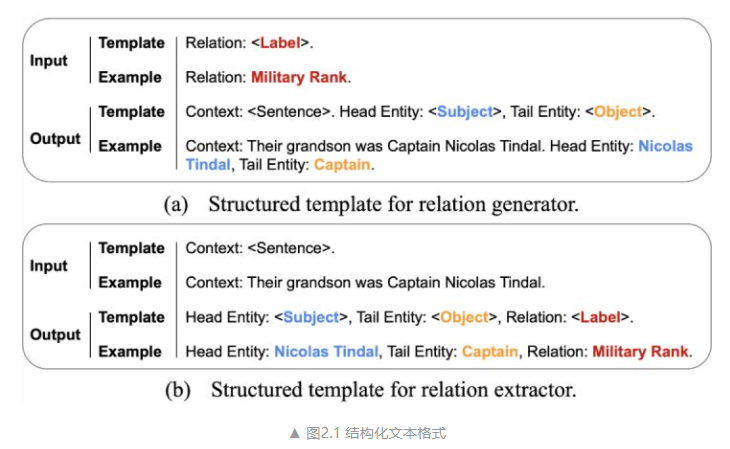 Input
Template Relation: <Label>.
Example Relation: Military Rank.
Output
Template Context: <Sentence>. Head Entity: <Subject>, Tail Entity: <Object>.
Example Context: Their grandson was Captain Nicolas Tindal. Head Entity: Nicolas
Tindal, Tail Entity: Captain.
(a) Structured template for relation generator.
Input
Template Context: <Sentence>.
Example Context: Their grandson was Captain Nicolas Tindal.
Output
Template Head Entity: <Subject>, Tail Entity: <Object>, Relation: <Label>.
Example Head Entity: Nicolas Tindal, Tail Entity: Captain, Relation: Military Rank.
(b) Structured template for relation extractor.
▲ 图2.1 结构化文本格式